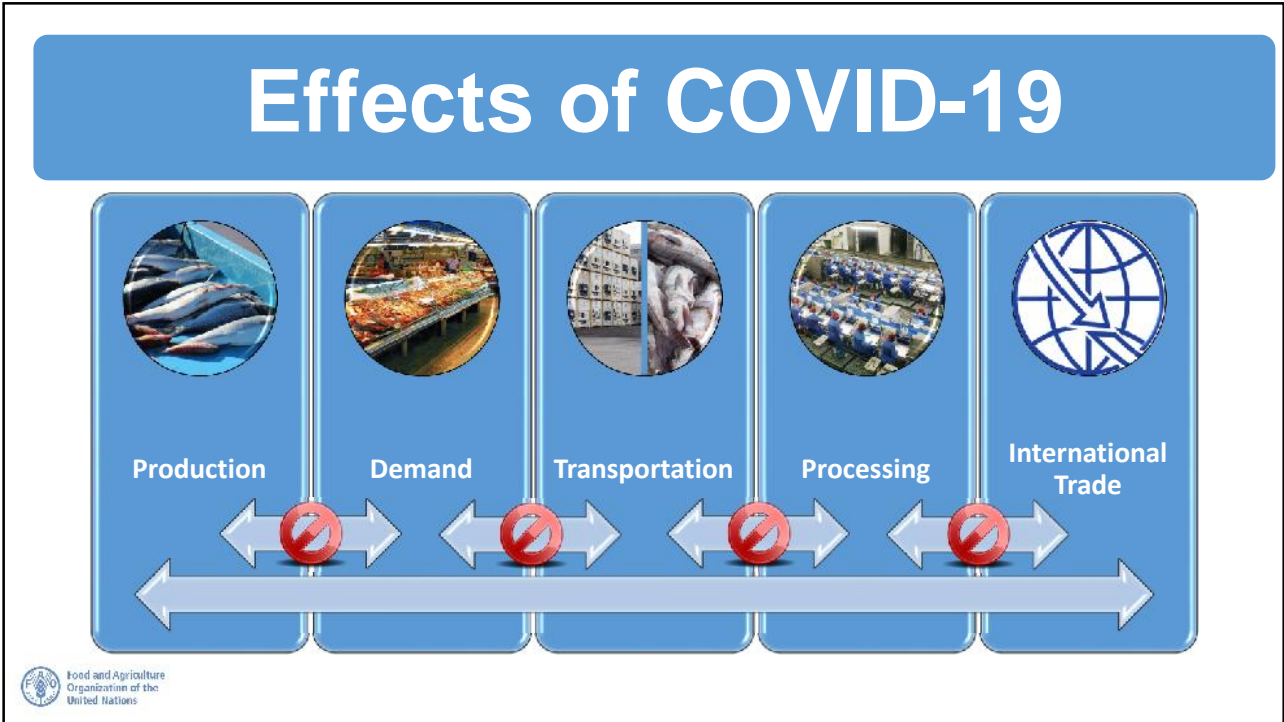 Effects of COVID-19
Production
Demand
Transportation
Processing
International
Trade
Food and Agriculture
Organization of the
United Nations